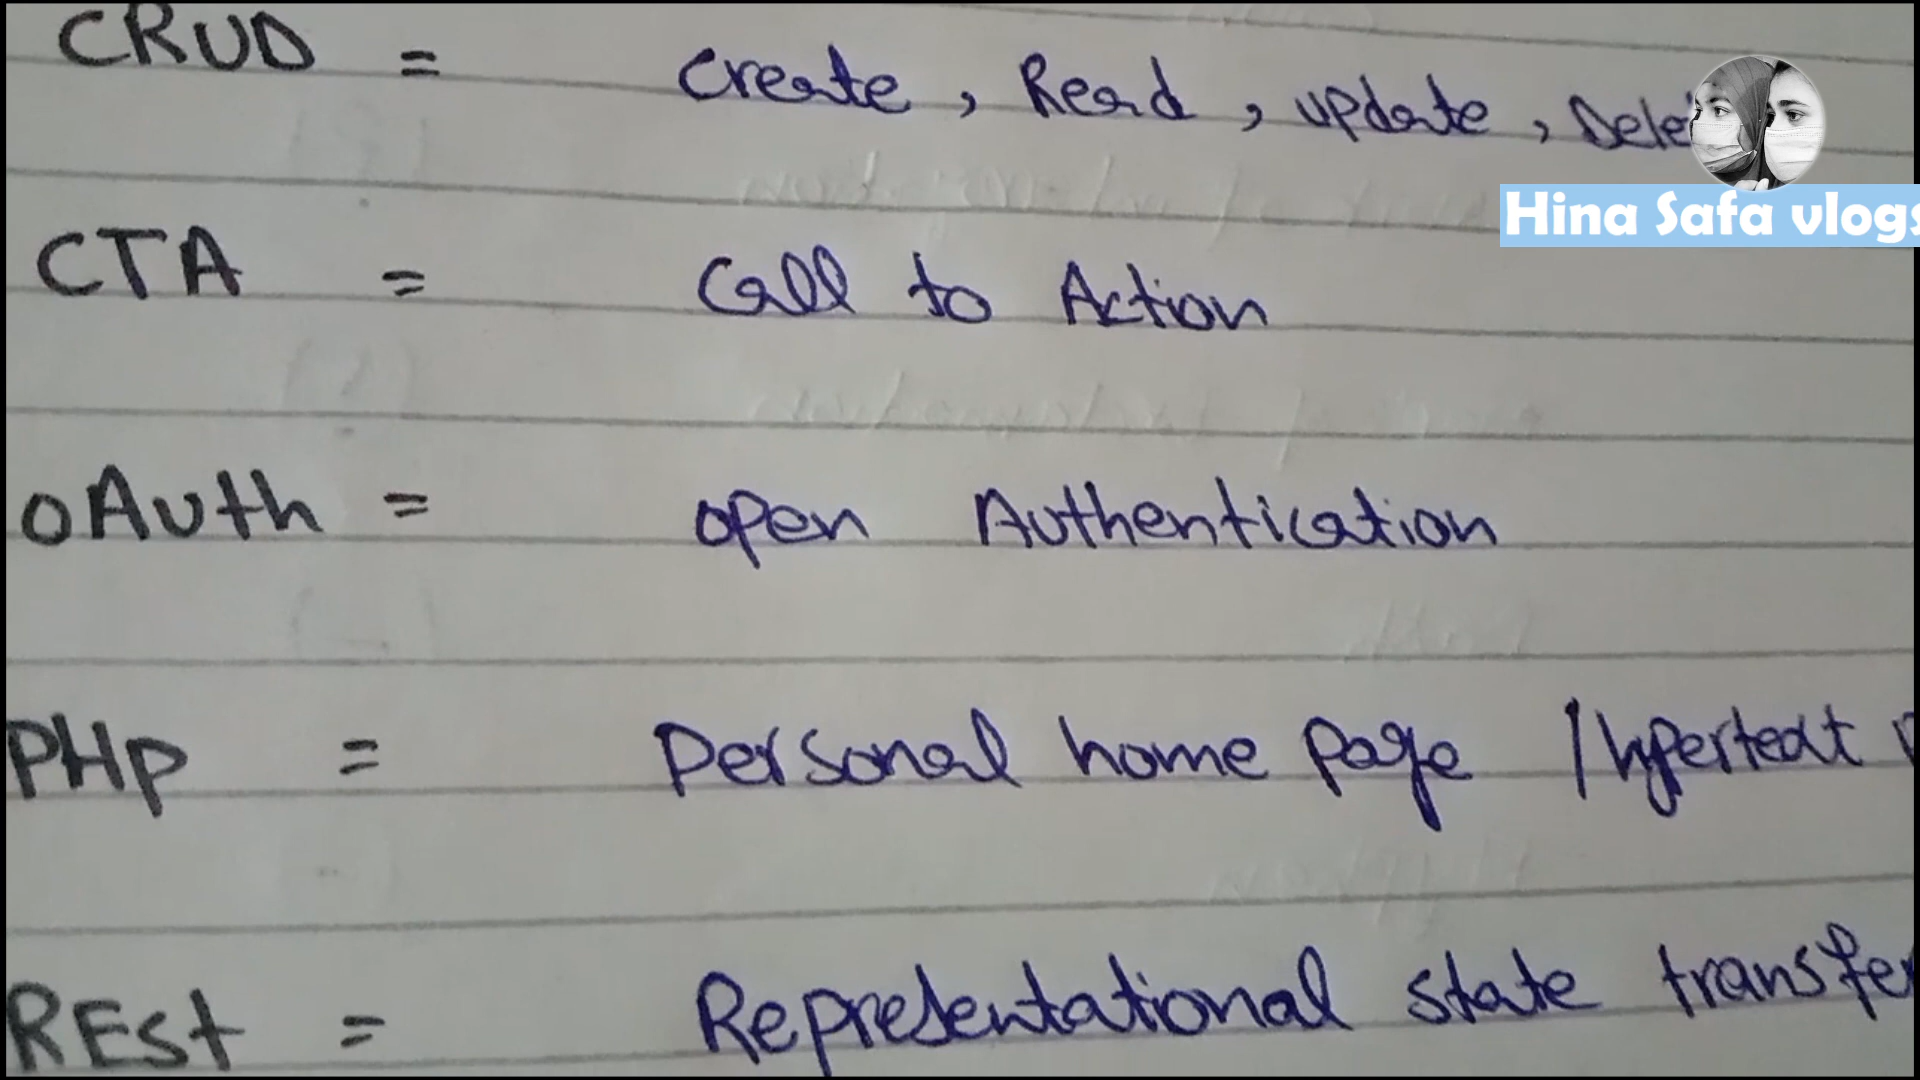 CRUD = Create, Read, update, Dele
Hina Safa vlogs
CTA = Call to Action
oAuth = open Authentication
PHp = Personal home page / hpertext
REst = Representational state transfer